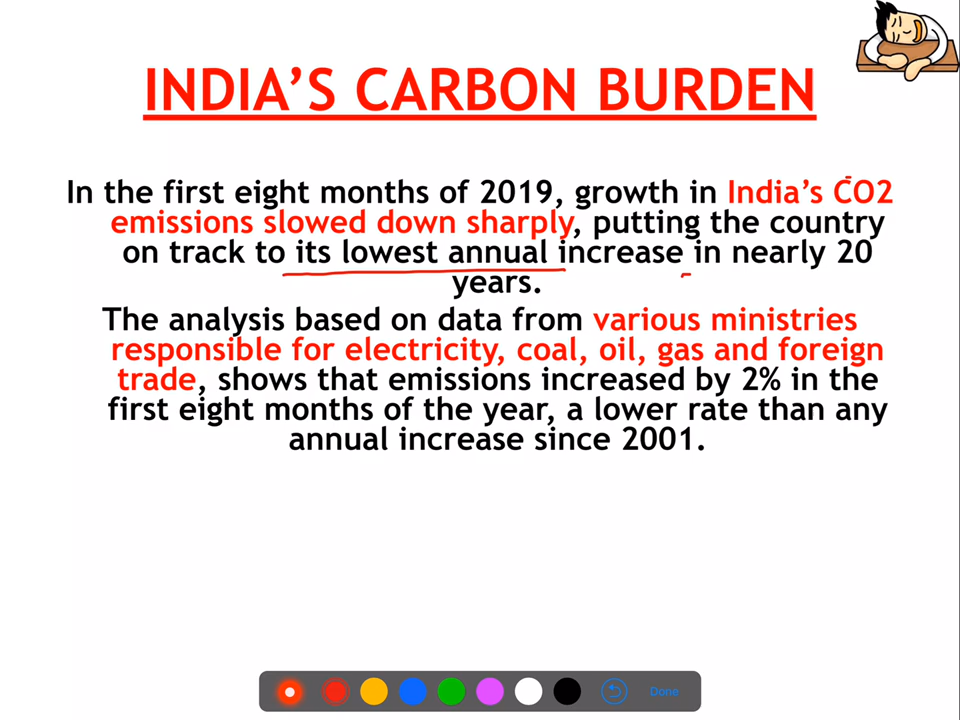 INDIA’S CARBON BURDEN
In the first eight months of 2019, growth in India’s CO2
emissions slowed down sharply, putting the country
on track to its lowest annual increase in nearly 20
years.
The analysis based on data from various ministries
responsible for electricity, coal, oil, gas and foreign
trade, shows that emissions increased by 2% in the
first eight months of the year, a lower rate than any
annual increase since 2001.
Done